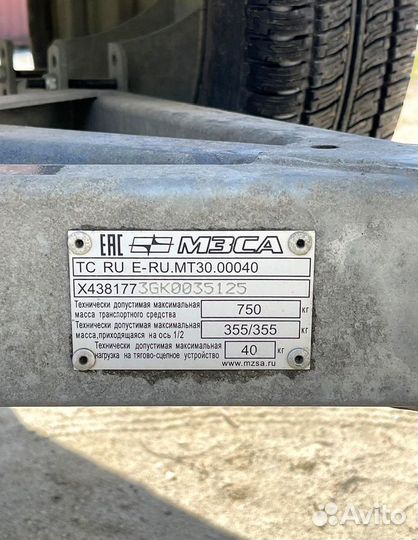 EAC МЗСА
ТС RU E-RU.МТ30.00040
X4381773GK0035125
Технически допустимая максимальная масса транспортного средства 750 кг
Технически допустимая максимальная масса,приходящаяся на ось 1/2 355/355 кг
Технически допустимая максимальная нагрузка на тягово-сцепное устройство 40 кг
www.mzsa.ru
Avito